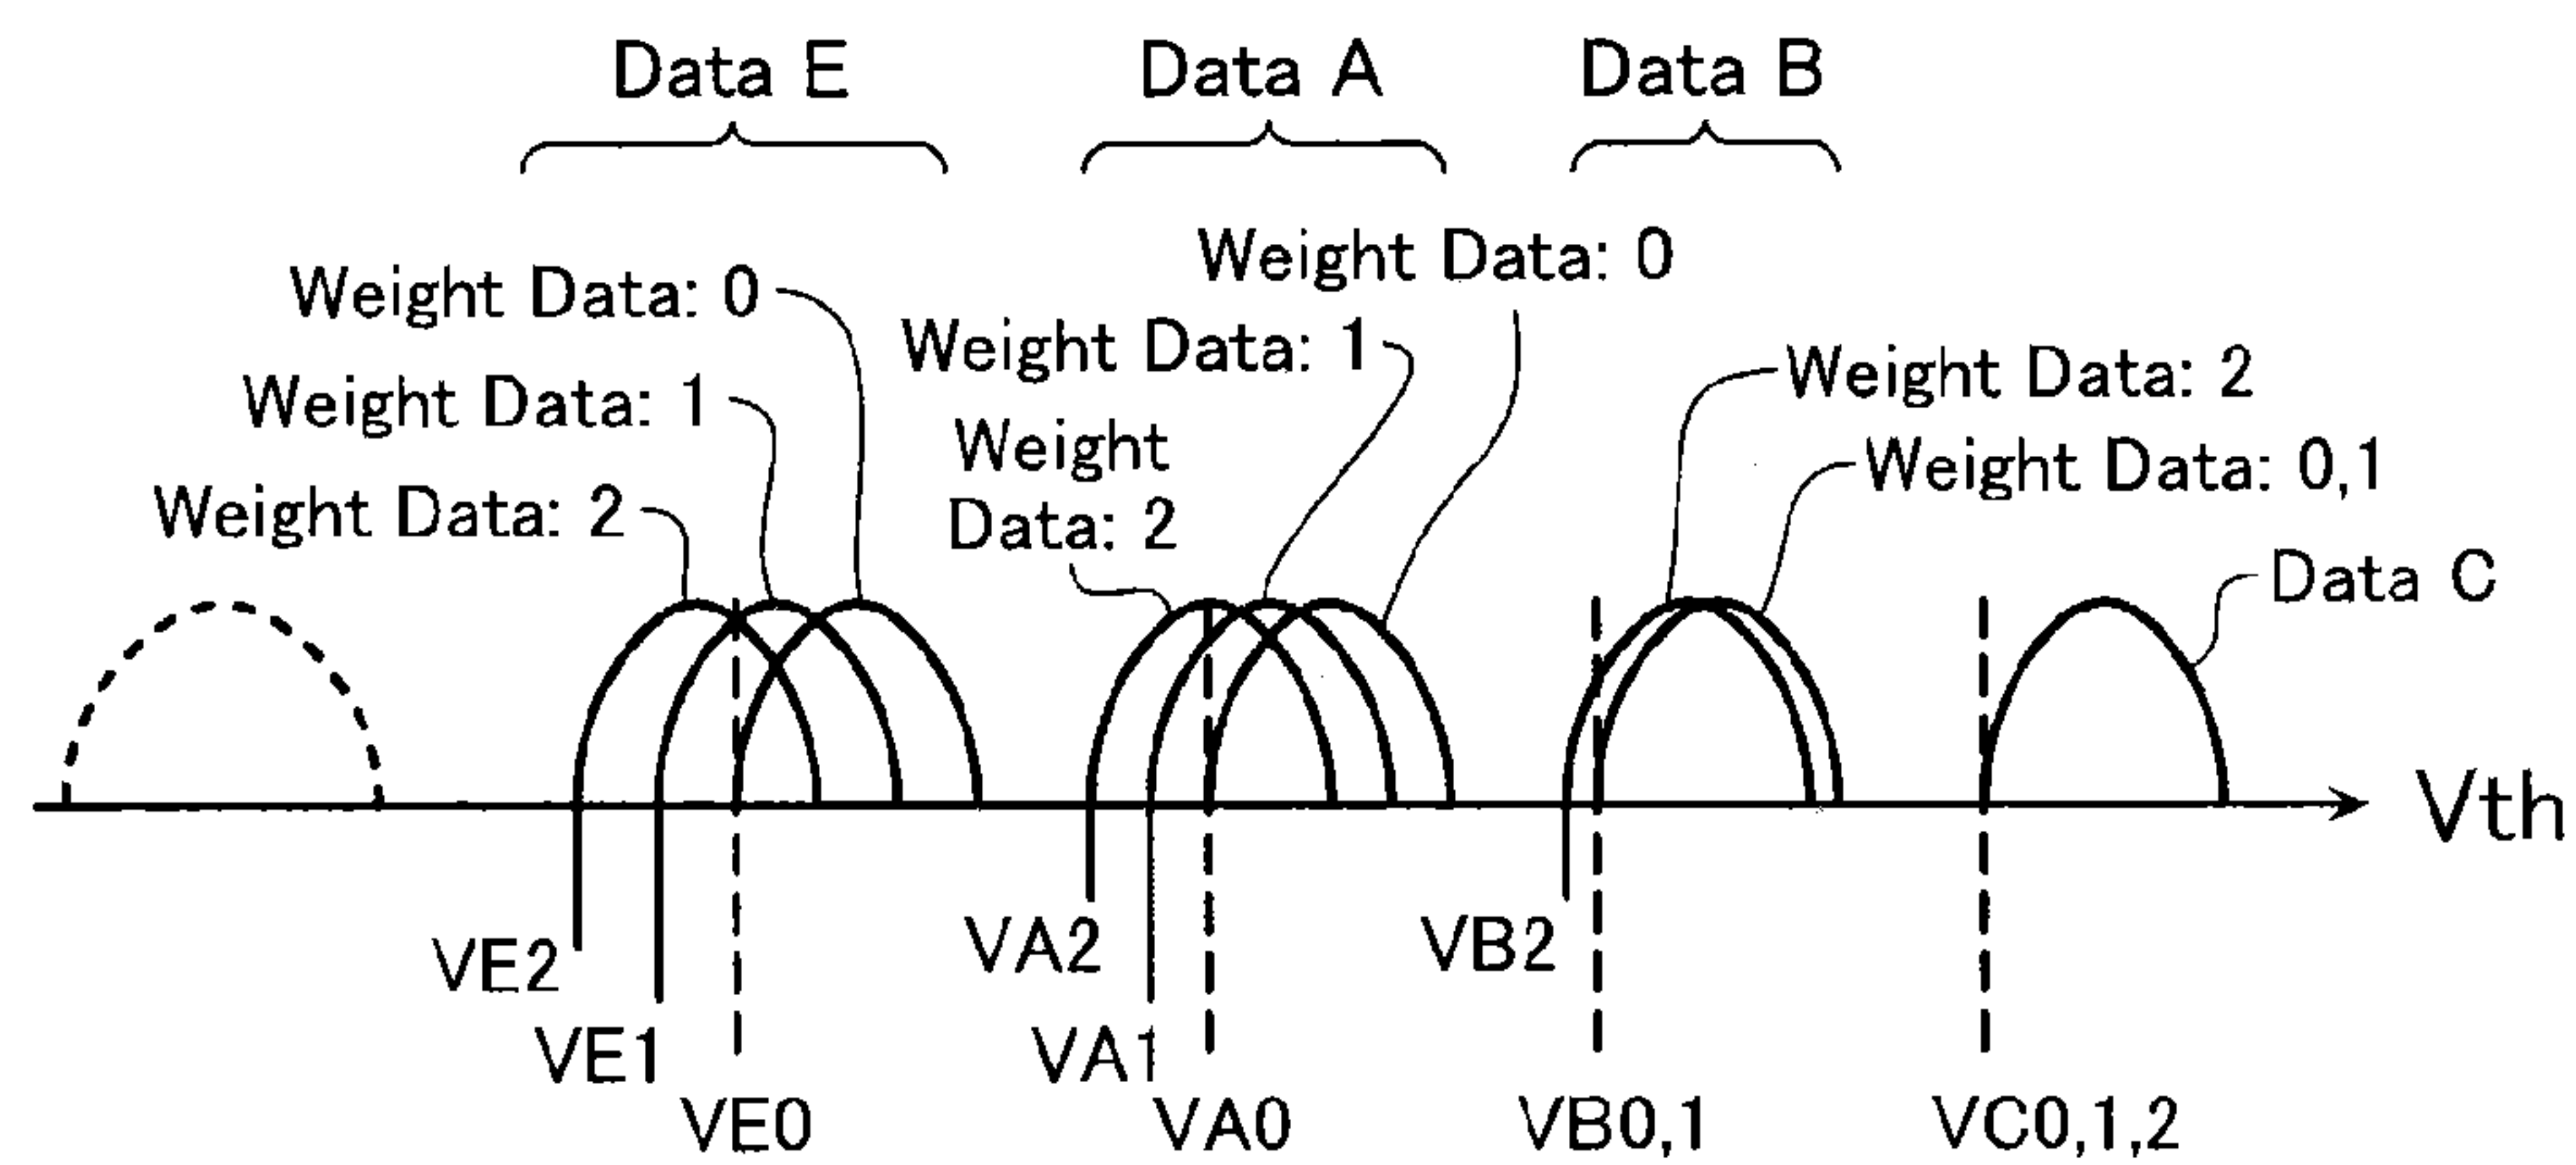 Data E
Data A
Data B
Weight Data: 0
Weight Data: 0
Weight Data: 1
Weight Data: 2
Weight Data: 1
Weight
Data: 2
Weight Data: 0,1
Weight Data: 2
Data C
Vth
VE2
VA2
VB2
VE1
VA1
VE0
VA0
VB0,1
VC0,1,2